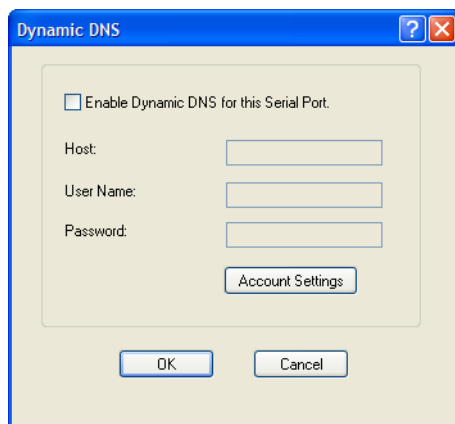 Dynamic DNS
?
Enable Dynamic DNS for this Serial Port.
Host:
User Name:
Password:
Account Settings
OK Cancel